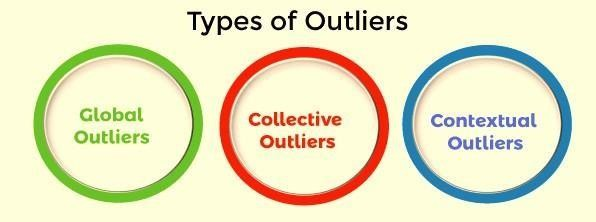 Types of Outliers
Global
Outliers
Collective
Outliers
Contextual
Outliers